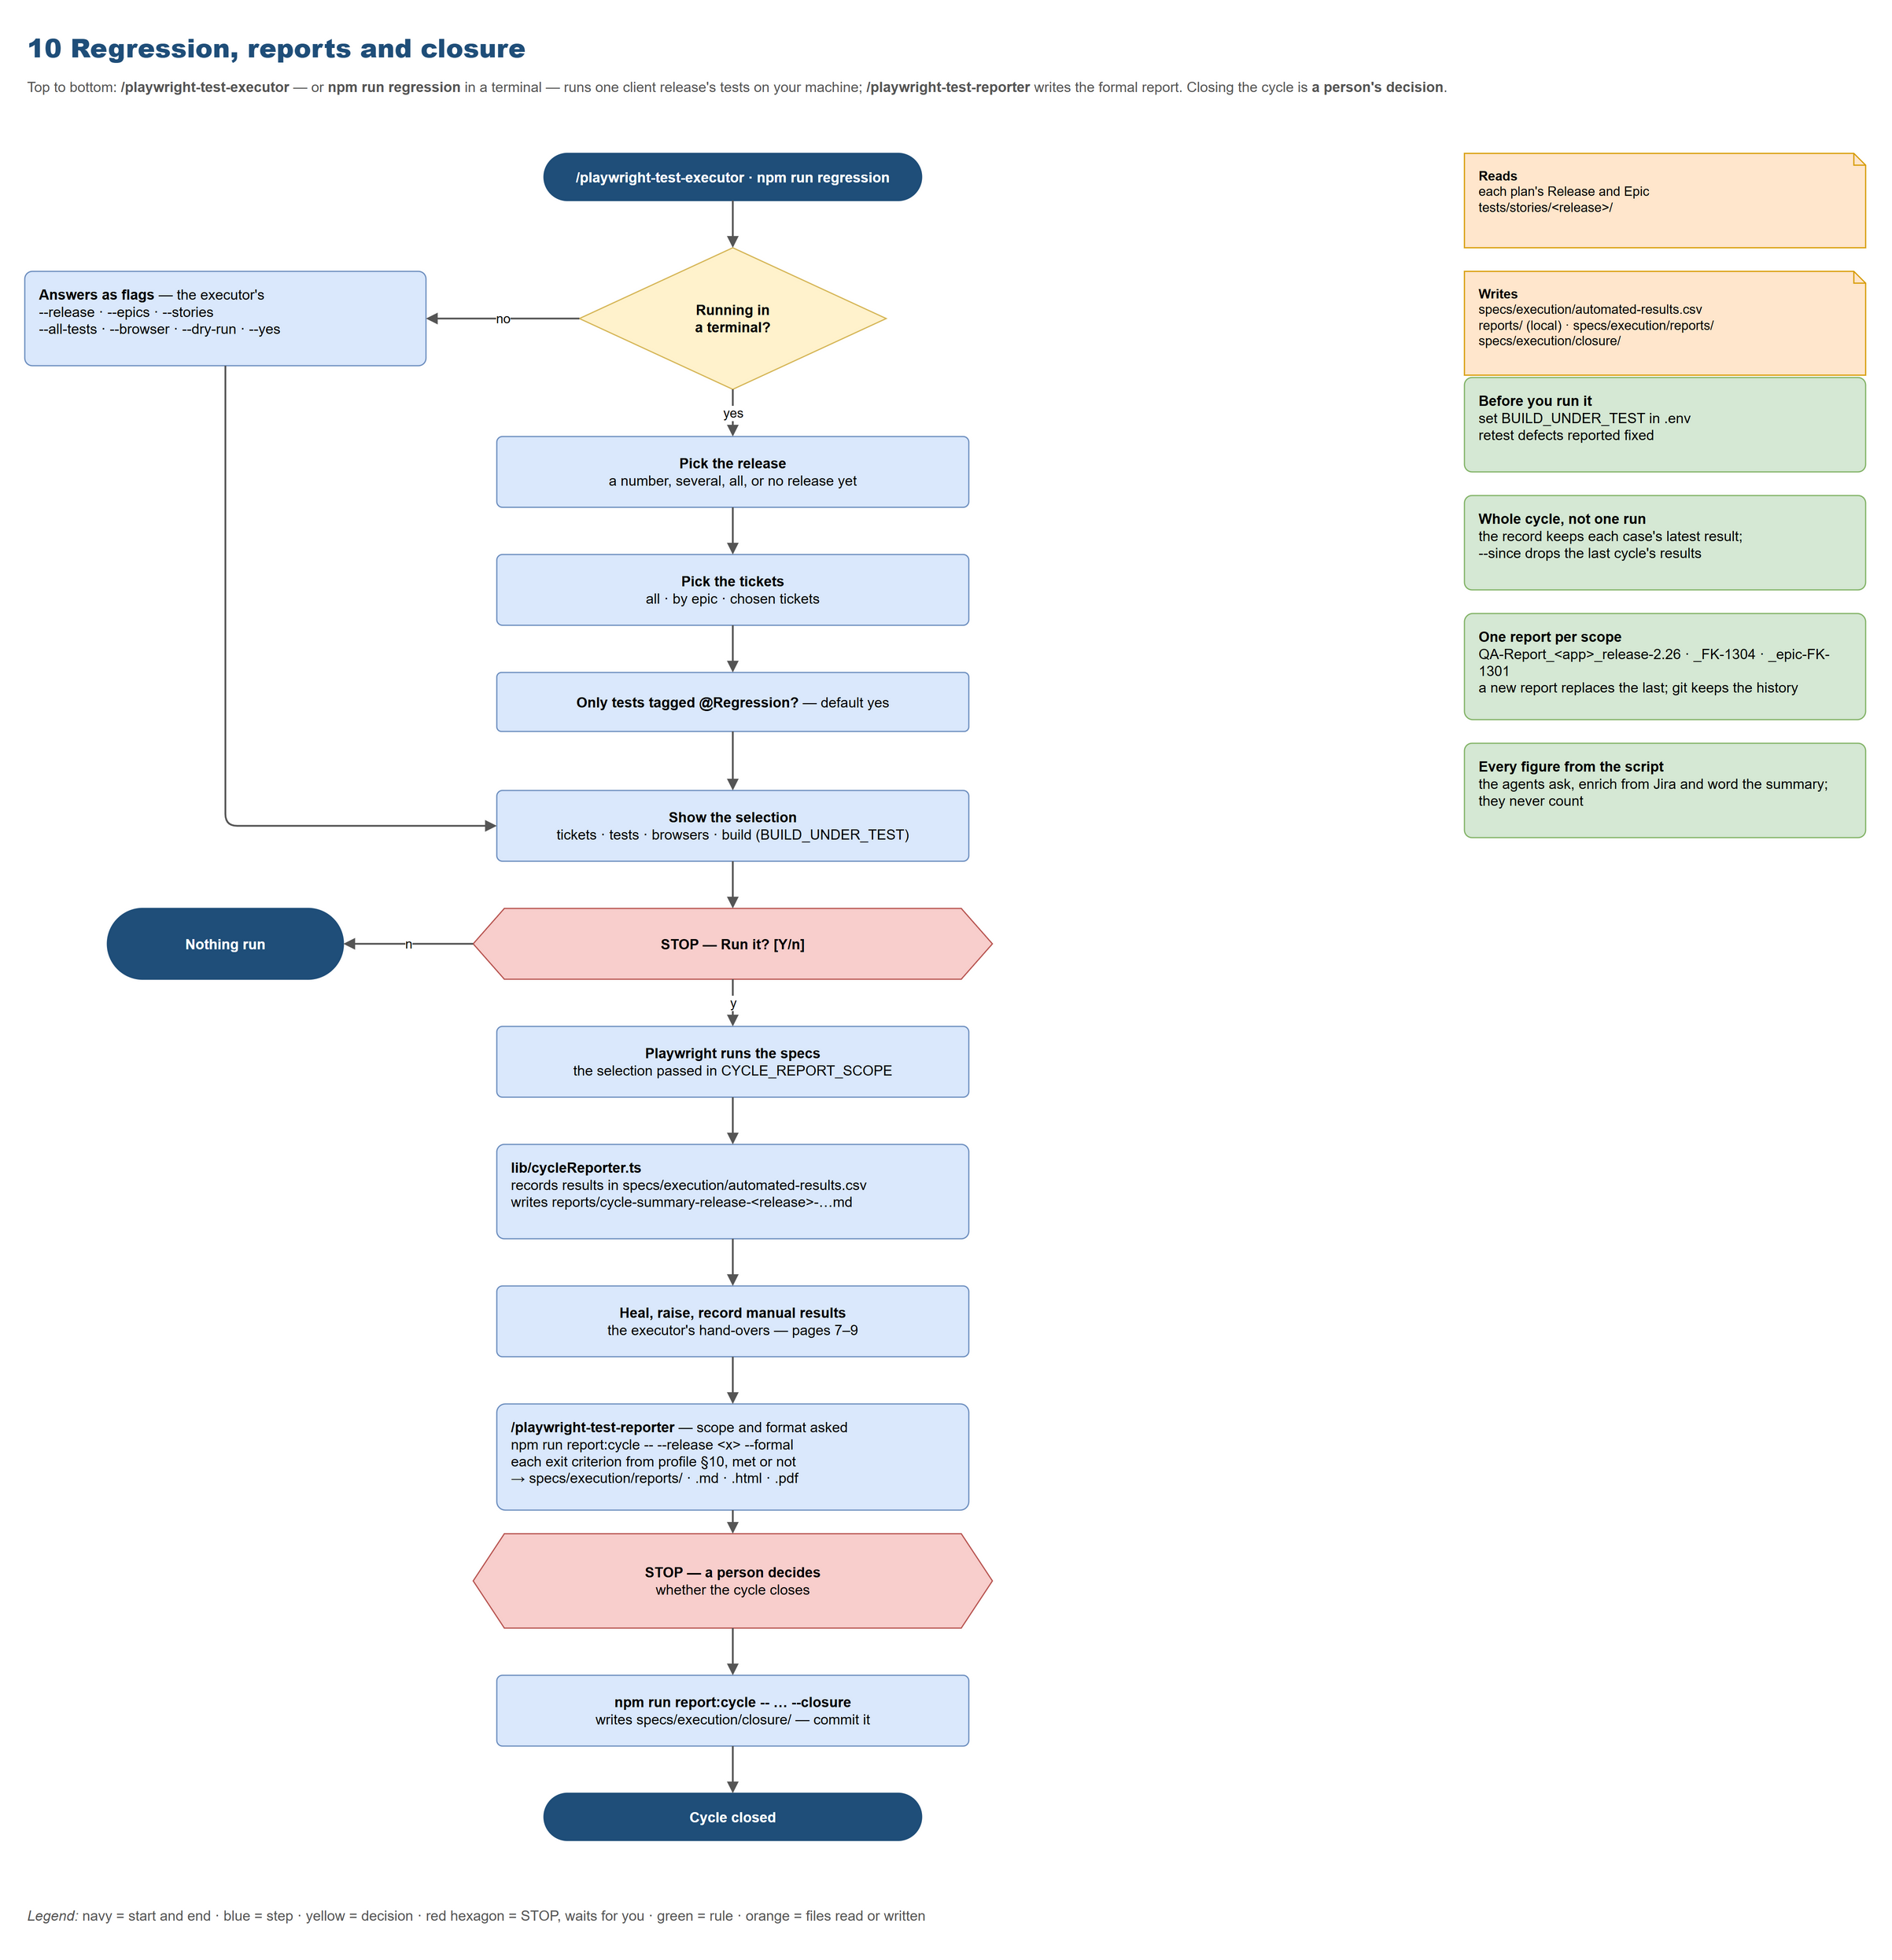 10 Regression, reports and closure
Top to bottom: /playwright-test-executor — or npm run regression in a terminal — runs one client release's tests on your machine; /playwright-test-reporter writes the formal report. Closing the cycle is a person's decision.
/playwright-test-executor · npm run regression
Running in
a terminal?
no
Answers as flags — the executor's
--release · --epics · --stories
--all-tests · --browser · --dry-run · --yes
yes
Pick the release
a number, several, all, or no release yet
Pick the tickets
all · by epic · chosen tickets
Only tests tagged @Regression? — default yes
Show the selection
tickets · tests · browsers · build (BUILD_UNDER_TEST)
STOP — Run it? [Y/n]
n
Nothing run
y
Playwright runs the specs
the selection passed in CYCLE_REPORT_SCOPE
lib/cycleReporter.ts
records results in specs/execution/automated-results.csv
writes reports/cycle-summary-release-<release>-…md
Heal, raise, record manual results
the executor's hand-overs — pages 7–9
/playwright-test-reporter — scope and format asked
npm run report:cycle -- --release <x> --formal
each exit criterion from profile §10, met or not
→ specs/execution/reports/ · .md · .html · .pdf
STOP — a person decides
whether the cycle closes
npm run report:cycle -- … --closure
writes specs/execution/closure/ — commit it
Cycle closed
Reads
each plan's Release and Epic
tests/stories/<release>/
Writes
specs/execution/automated-results.csv
reports/ (local) · specs/execution/reports/
specs/execution/closure/
Before you run it
set BUILD_UNDER_TEST in .env
retest defects reported fixed
Whole cycle, not one run
the record keeps each case's latest result;
--since drops the last cycle's results
One report per scope
QA-Report_<app>_release-2.26 · _FK-1304 · _epic-FK-
1301
a new report replaces the last; git keeps the history
Every figure from the script
the agents ask, enrich from Jira and word the summary;
they never count
Legend: navy = start and end · blue = step · yellow = decision · red hexagon = STOP, waits for you · green = rule · orange = files read or written